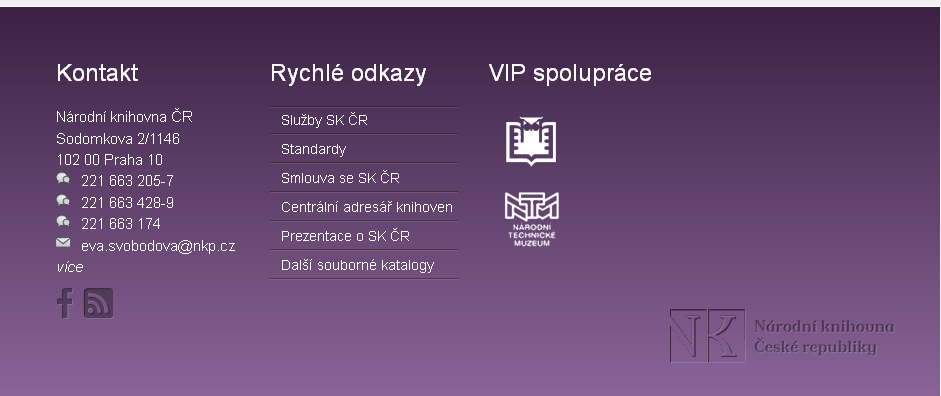 Kontakt
Národní knihovna ČR
Sodomkova 2/1146
102 00 Praha 10
221 663 205-7
221 663 428-9
221 663 174
eva.svobodova@nkp.cz
více
Rychlé odkazy
Služby SK ČR
Standardy
Smlouva se SK ČR
Centrální adresář knihoven
Prezentace o SK ČR
Další souborné katalogy
VIP spolupráce
NTM
NÁRODNÍ
TECHNICKÉ
MUZEUM
NK
Národní knihovna
České republiky